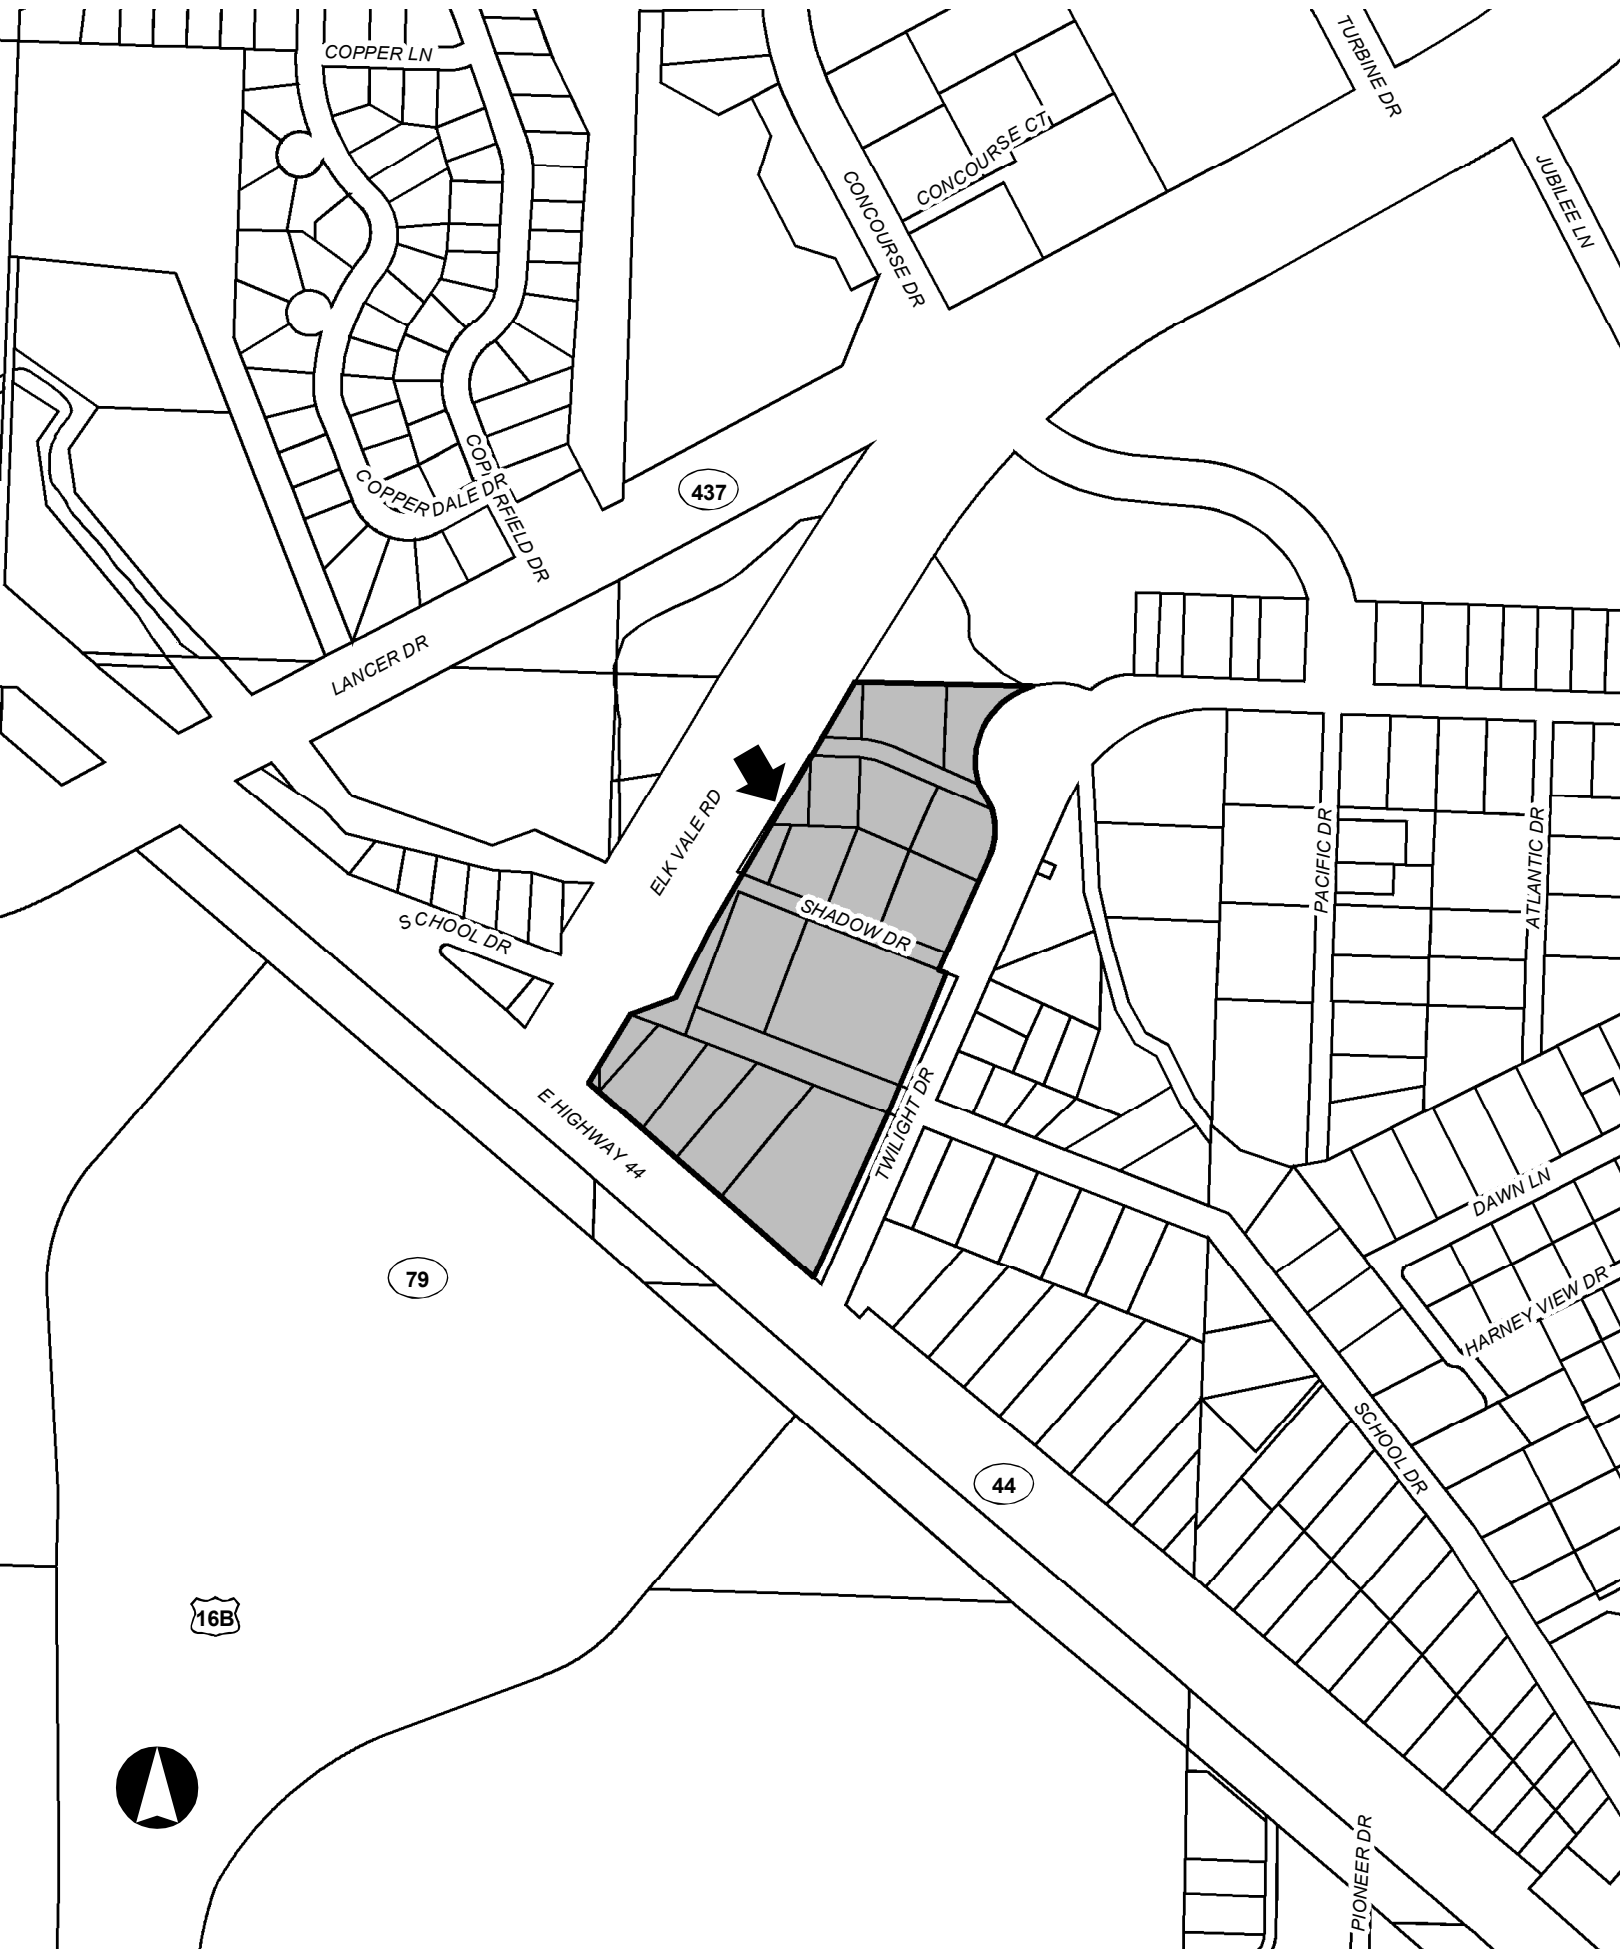 COPPER LN
TURBINE DR
CONCOURSE CT
JUBILEE LN
CONCOURSE DR
437
COPPERDALE DR
RFIELD DR
LANCER DR
ELK VALE RD
PACIFIC DR
ATLANTIC DR
SHADOW DR
SCHOOL DR
TWILIGHT DR
E HIGHWAY 44
DAWN LN
79
HARNEY VIEW DR
SCHOOL DR
44
16B
PIONEER DR